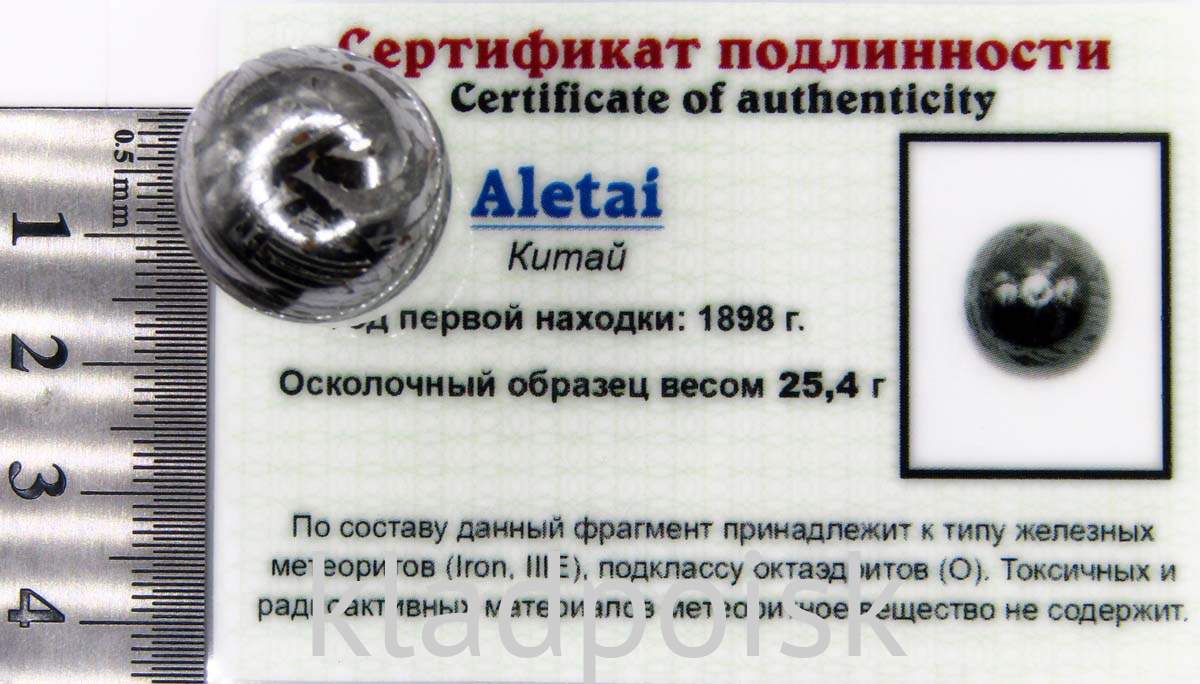 Сертификат подлинности
Certificate of authenticity
Aletai
Китай
первой находки: 1898 г.
Осколочный образец весом 25,4 г
По составу данный фрагмент принадлежит к типу железных
метеоритов (Iron, IIIE), подклассу октаэдритов (O). Токсичных и
радиоактивных материалов метеоритное вещество не содержит.
kladpoisk
0.5 mm
1
2
3
4